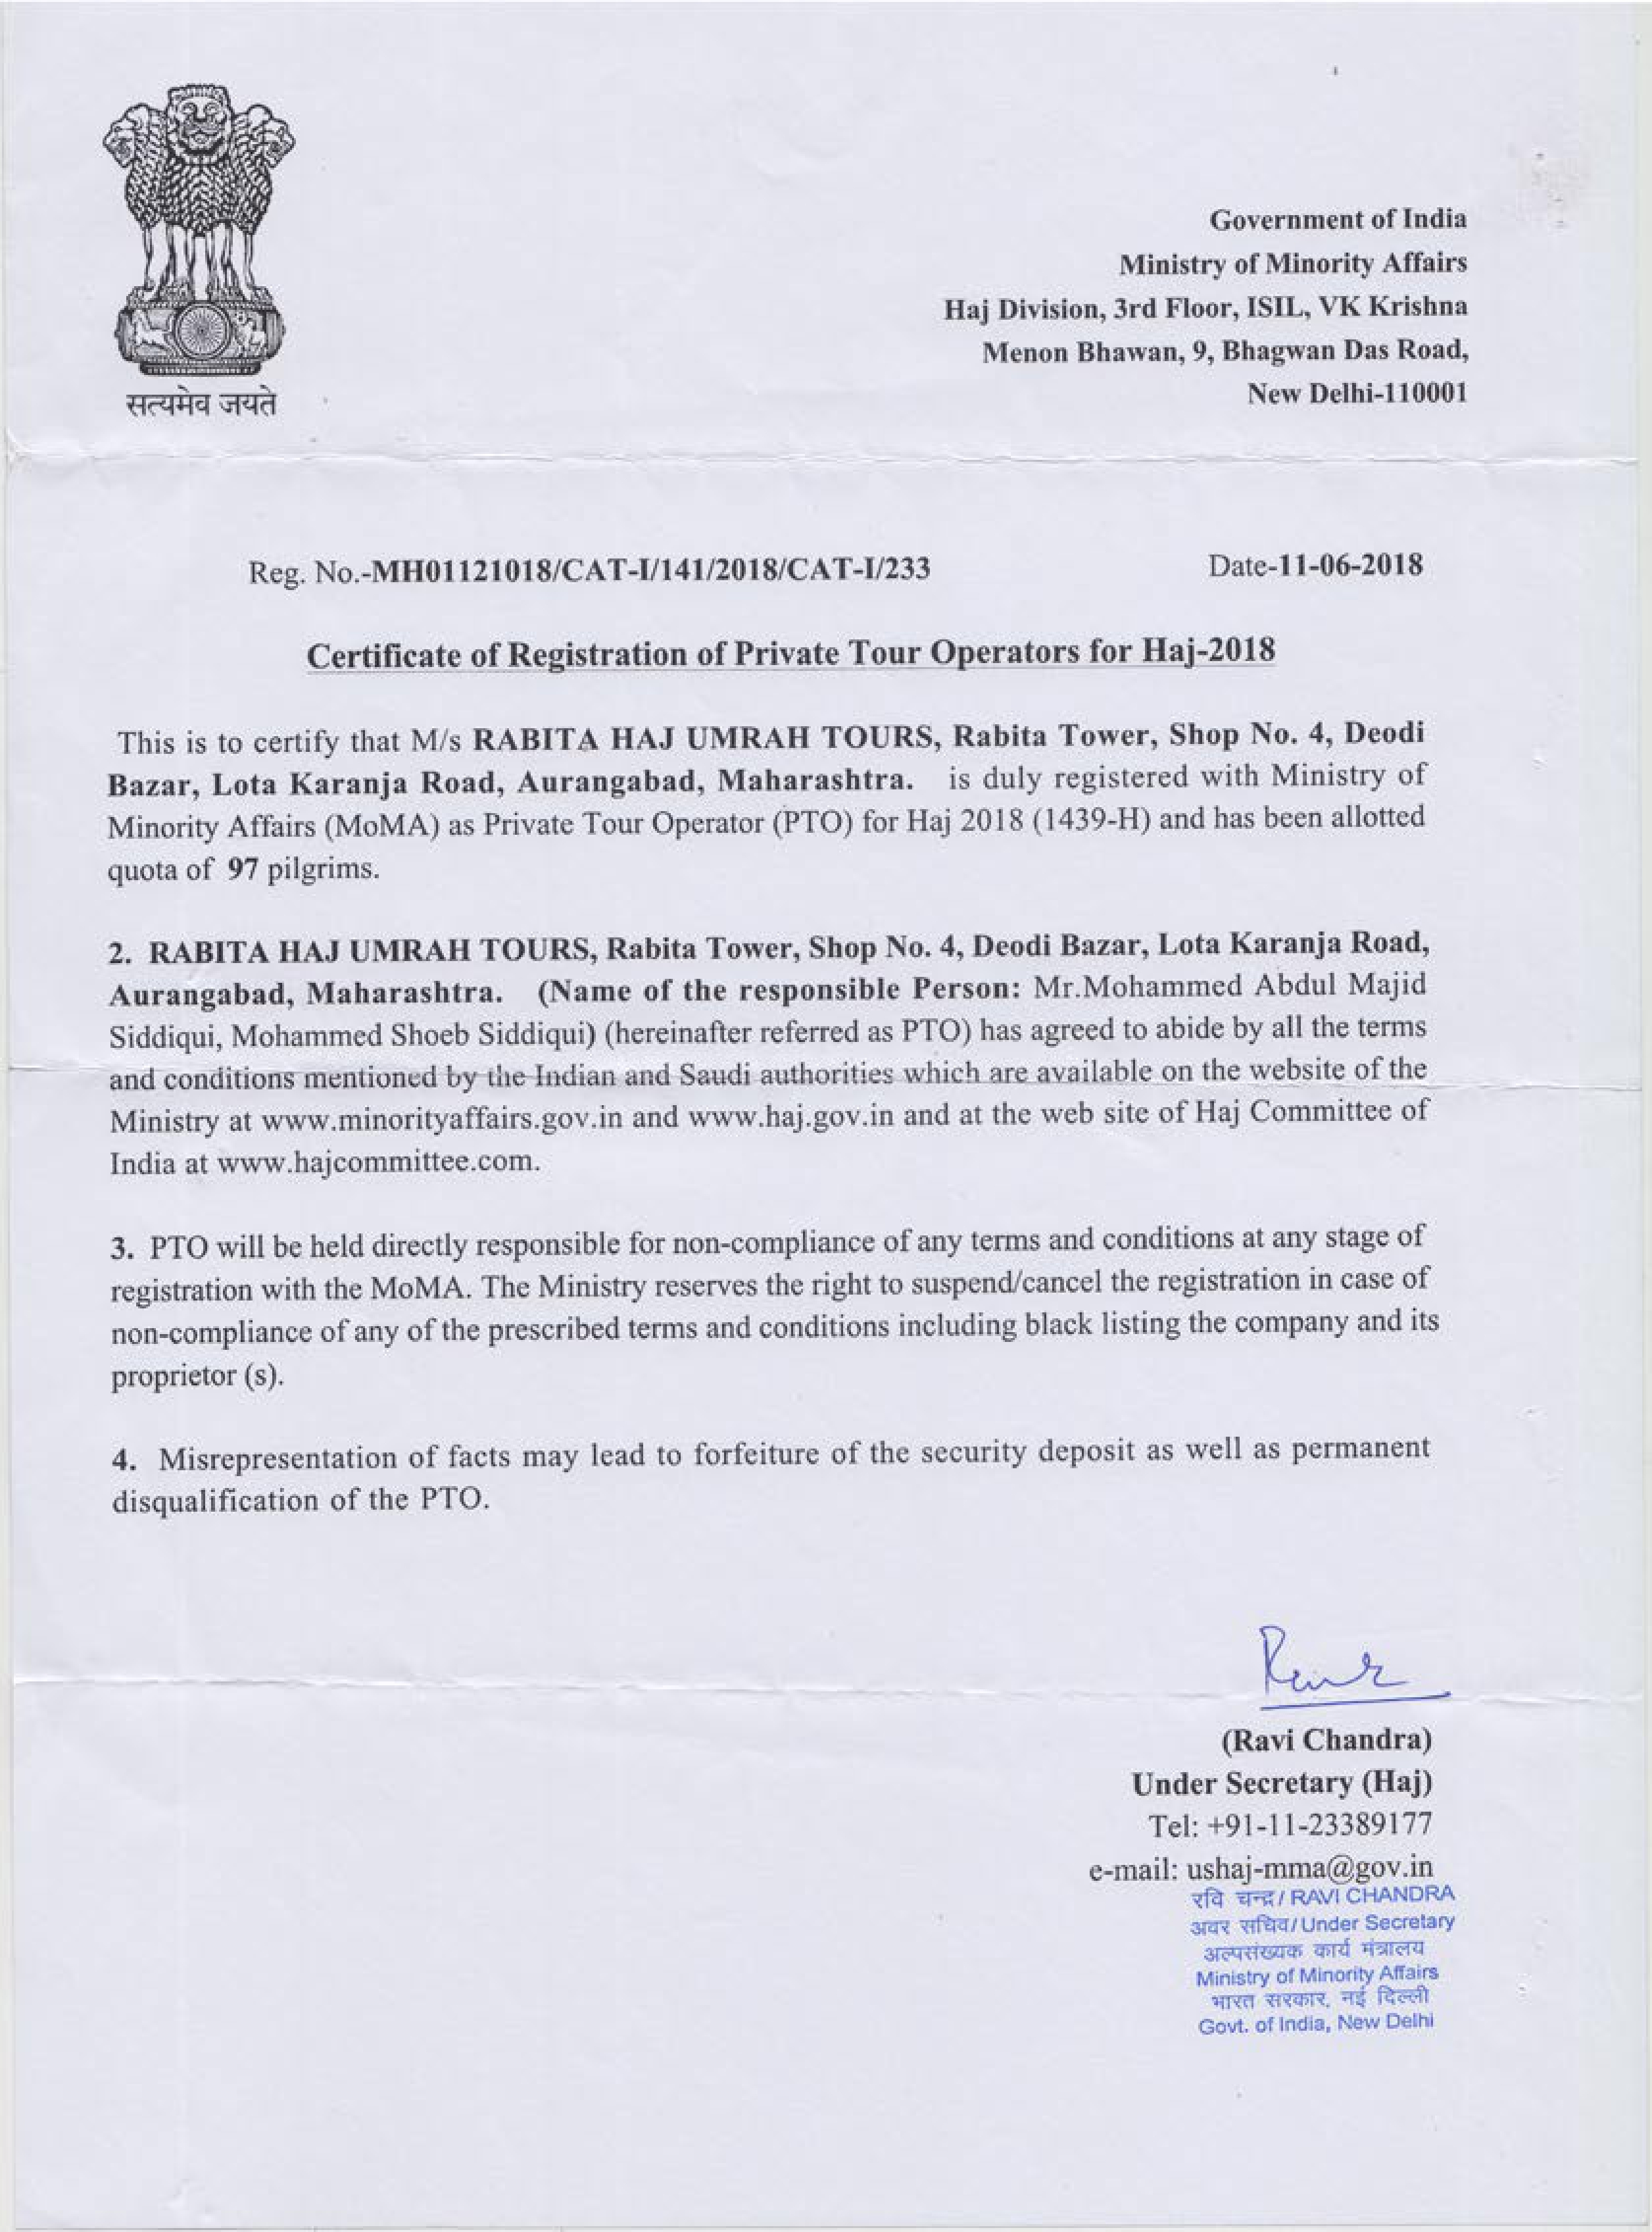 सत्यमेव जयते
Government of India
Ministry of Minority Affairs
Haj Division, 3rd Floor, ISIL, VK Krishna
Menon Bhawan, 9, Bhagwan Das Road,
New Delhi-110001
Reg. No.-MH01121018/CAT-I/141/2018/CAT-I/233 Date-11-06-2018
Certificate of Registration of Private Tour Operators for Haj-2018
This is to certify that M/s RABITA HAJ UMRAH TOURS, Rabita Tower, Shop No. 4, Deodi
Bazar, Lota Karanja Road, Aurangabad, Maharashtra. is duly registered with Ministry of
Minority Affairs (MoMA) as Private Tour Operator (PTO) for Haj 2018 (1439-H) and has been allotted
quota of 97 pilgrims.
2. RABITA HAJ UMRAH TOURS, Rabita Tower, Shop No. 4, Deodi Bazar, Lota Karanja Road,
Aurangabad, Maharashtra. (Name of the responsible Person: Mr.Mohammed Abdul Majid
Siddiqui, Mohammed Shoeb Siddiqui) (hereinafter referred as PTO) has agreed to abide by all the terms
and conditions mentioned by the Indian and Saudi authorities which are available on the website of the
Ministry at www.minorityaffairs.gov.in and www.haj.gov.in and at the web site of Haj Committee of
India at www.hajcommittee.com.
3. PTO will be held directly responsible for non-compliance of any terms and conditions at any stage of
registration with the MoMA. The Ministry reserves the right to suspend/cancel the registration in case of
non-compliance of any of the prescribed terms and conditions including black listing the company and its
proprietor (s).
4. Misrepresentation of facts may lead to forfeiture of the security deposit as well as permanent
disqualification of the PTO.
(Ravi Chandra)
Under Secretary (Haj)
Tel: +91-11-23389177
e-mail: ushaj-mma@gov.in
रवि चन्द्र/ RAVI CHANDRA
अवर सचिव/ Under Secretary
अल्पसंख्यक कार्य मंत्रालय
Ministry of Minority Affairs
भारत सरकार, नई दिल्ली
Govt. of India, New Delhi